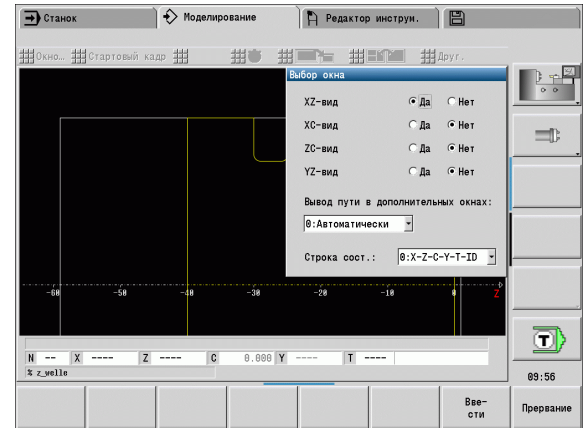 Станок
Моделирование
Редактор инструм.
Окно...
Стартовый кадр
Друг.
Выбор окна
XZ-вид Да Нет
XC-вид Да Нет
ZC-вид Да Нет
YZ-вид Да Нет
Вывод пути в дополнительных окнах:
0:Автоматически
Строка сост.: 0:X-Z-C-Y-T-ID
-60 -50 -40 -30 -20 -10 0 Z
N -- X ---- Z ---- C 0.000 Y ---- T ----
% z_welle
T
09:56
Вве-
сти
Прервание